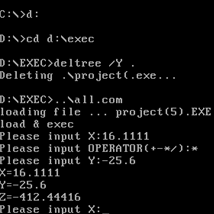 C:\>d:
D:\>cd d:\exec
D:\EXEC>deltree /Y .
Deleting .\project(.exe...
D:\EXEC>..\all.com
loading file ... project(5).EXE
load & exec
Please input X:16.1111
Please input OPERATOR(+-*/):*
Please input Y:-25.6
X=16.1111
Y=-25.6
Z=-412.44416
Please input X:_